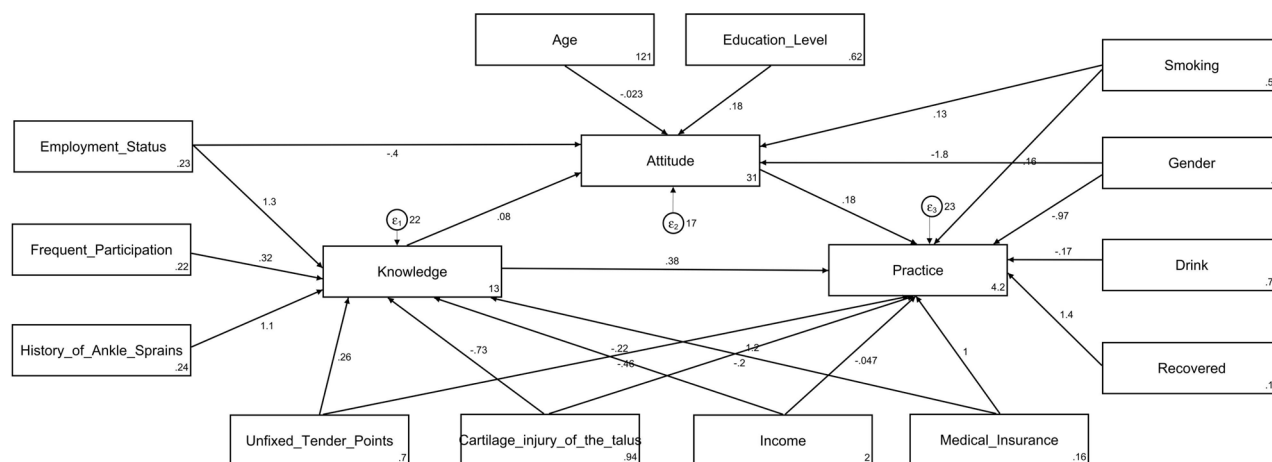 Age
121
Education_Level
.62
Smoking
.5
-.023
.18
.13
Employment_Status
.23
-.4
Attitude
31
-1.8
.16
Gender
1.3
.08
ε2
17
.18
-.97
ε1
22
ε3
23
Frequent_Participation
.22
.32
Knowledge
13
.38
Practice
4.2
-.17
Drink
.7
History_of_Ankle_Sprains
.24
1.1
.26
-.73
-.22
-.46
1.2
-.2
-.047
1
1.4
Recovered
.1
Unfixed_Tender_Points
.7
Cartilage_injury_of_the_talus
.94
Income
2
Medical_Insurance
.16